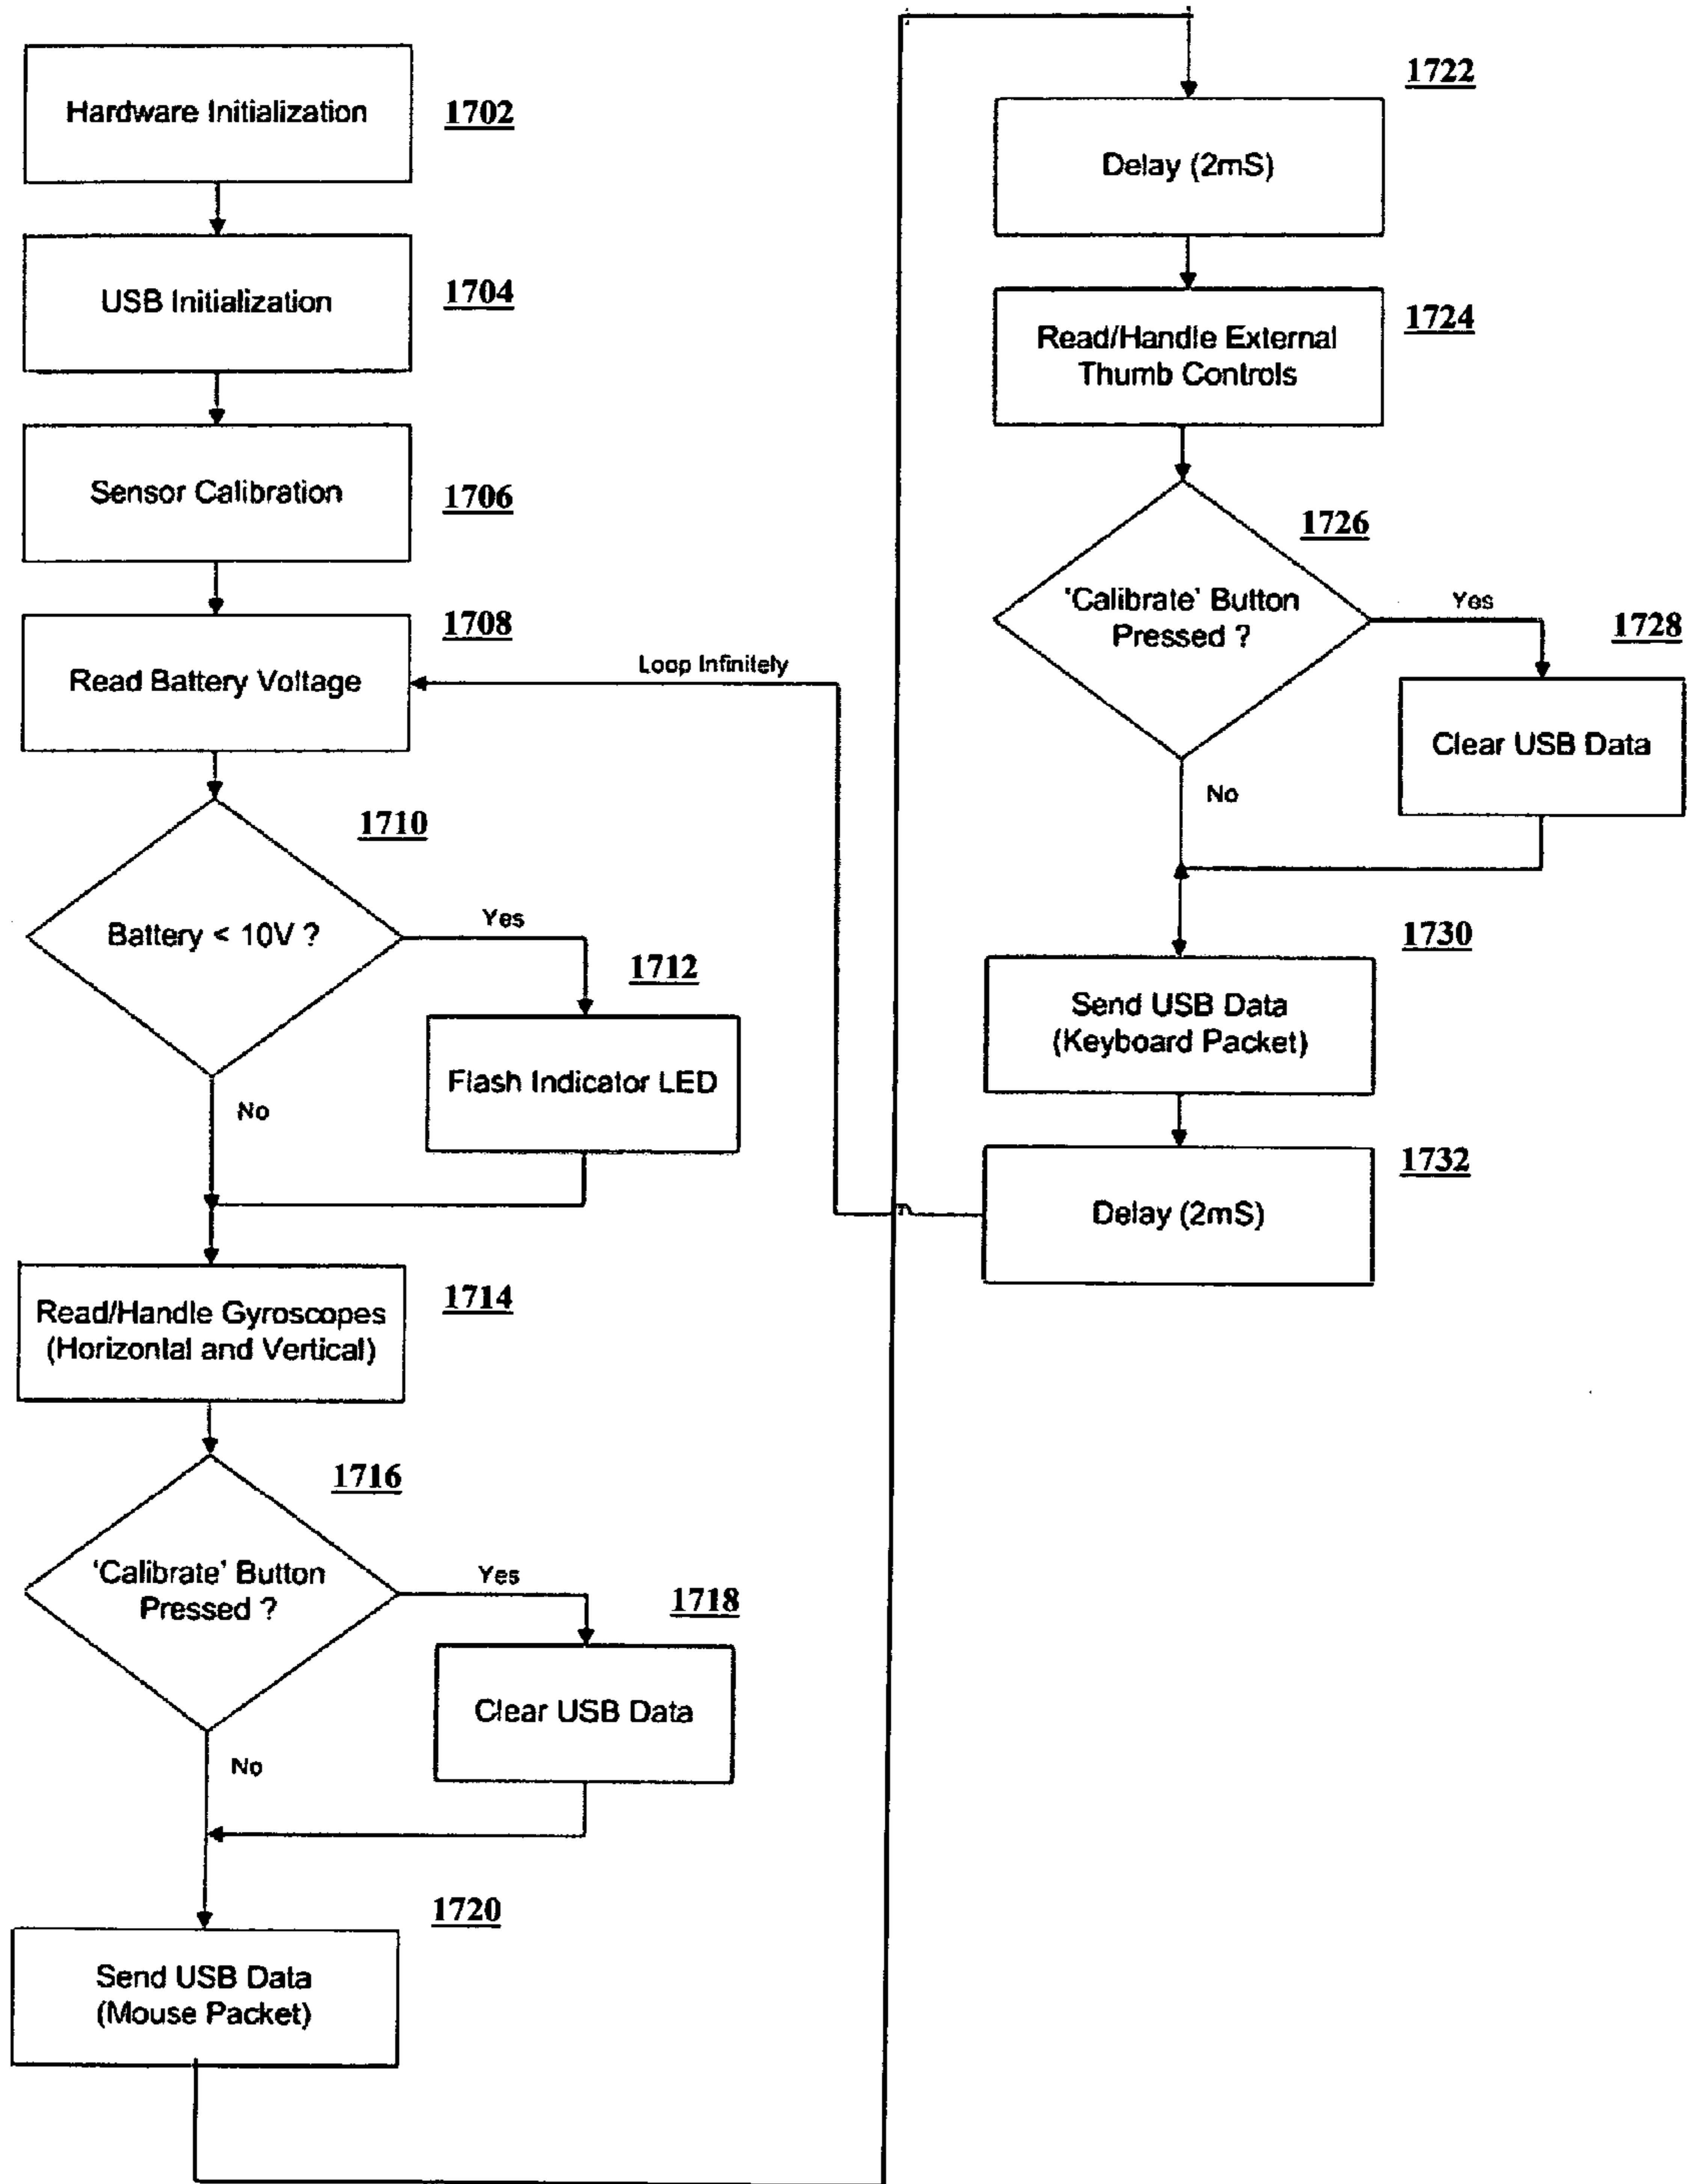 Hardware Initialization
1702
USB Initialization
1704
Sensor Calibration
1706
Read Battery Voltage
1708
Loop Infinitely
Battery < 10V ?
1710
Yes
No
1712
Flash Indicator LED
Read/Handle Gyroscopes
(Horizontal and Vertical)
1714
'Calibrate' Button
Pressed ?
1716
Yes
No
1718
Clear USB Data
Send USB Data
(Mouse Packet)
1720
1722
Delay (2mS)
Read/Handle External
Thumb Controls
1724
'Calibrate' Button
Pressed ?
1726
Yes
No
1728
Clear USB Data
Send USB Data
(Keyboard Packet)
1730
Delay (2mS)
1732